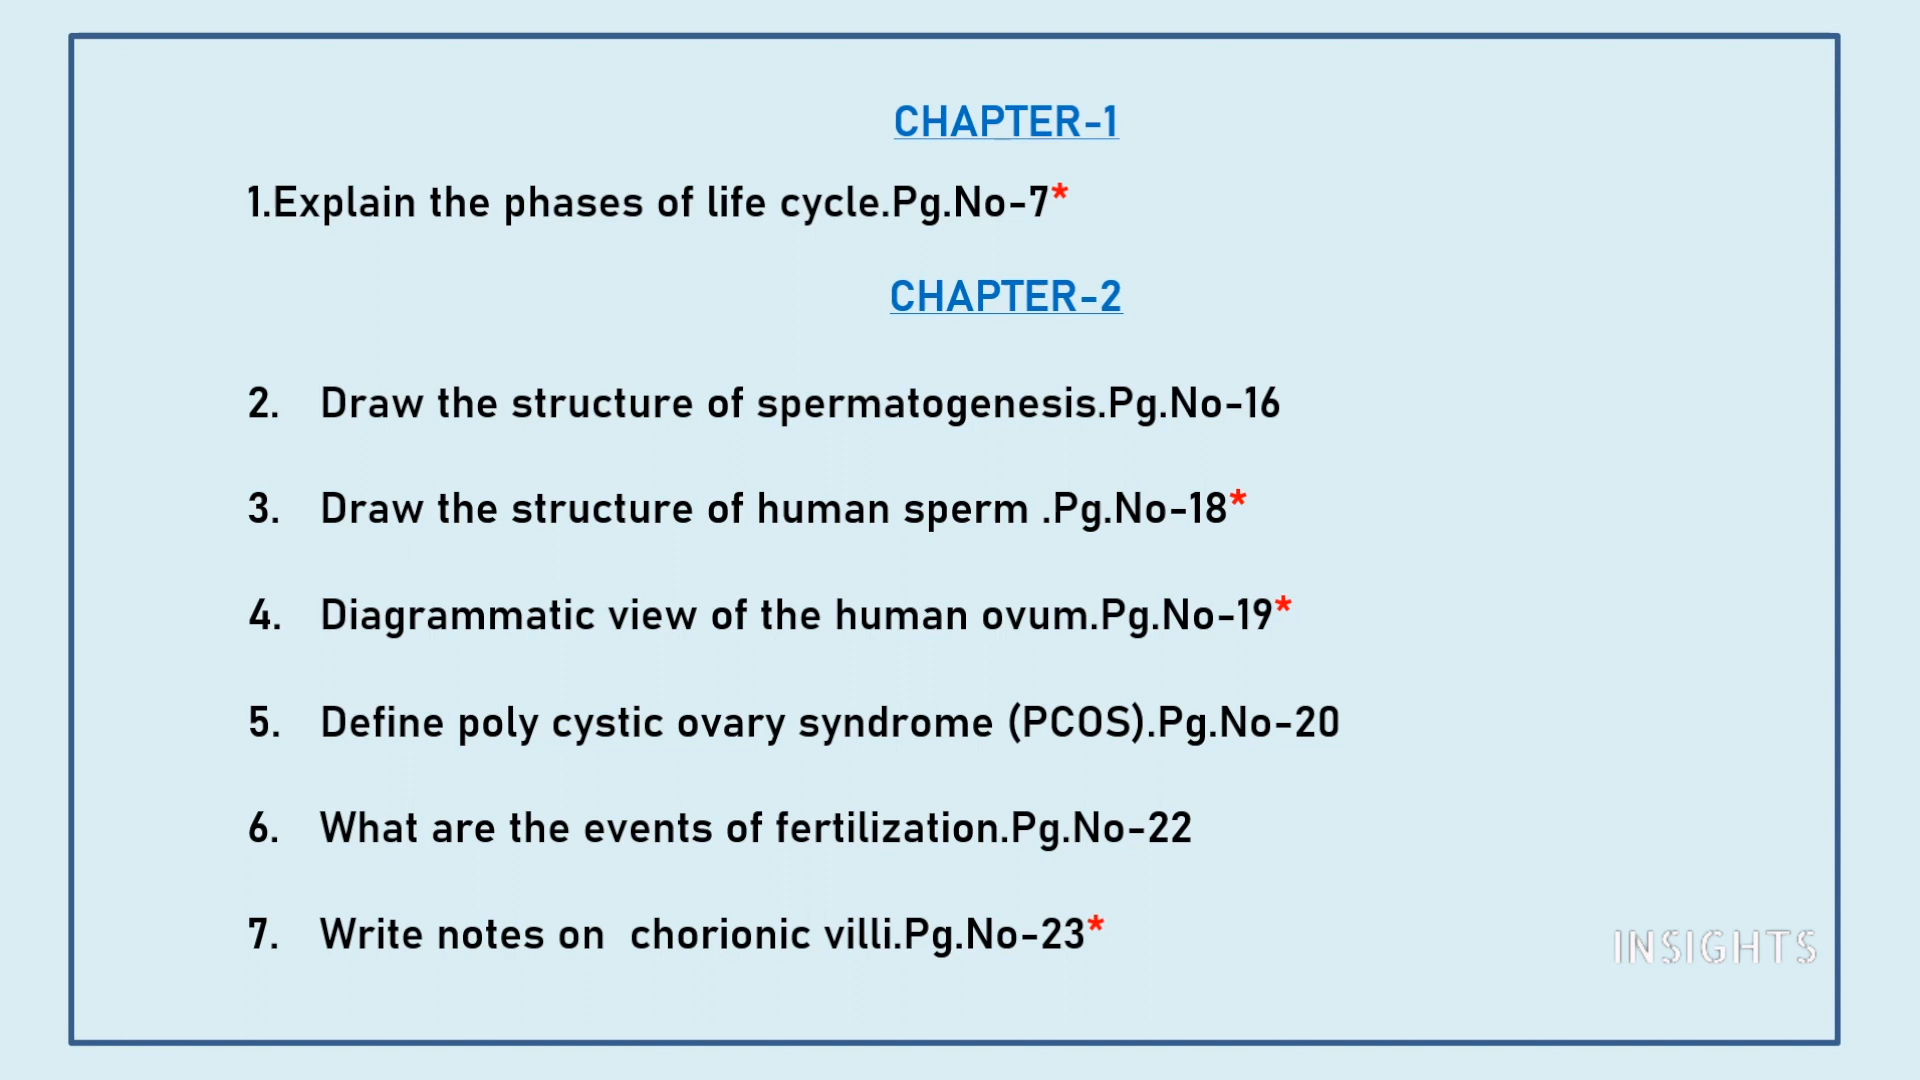 CHAPTER-1
1.Explain the phases of life cycle.Pg.No-7*
CHAPTER-2
2. Draw the structure of spermatogenesis.Pg.No-16
3. Draw the structure of human sperm .Pg.No-18*
4. Diagrammatic view of the human ovum.Pg.No-19*
5. Define poly cystic ovary syndrome (PCOS).Pg.No-20
6. What are the events of fertilization.Pg.No-22
7. Write notes on  chorionic villi.Pg.No-23*
INSIGHTS